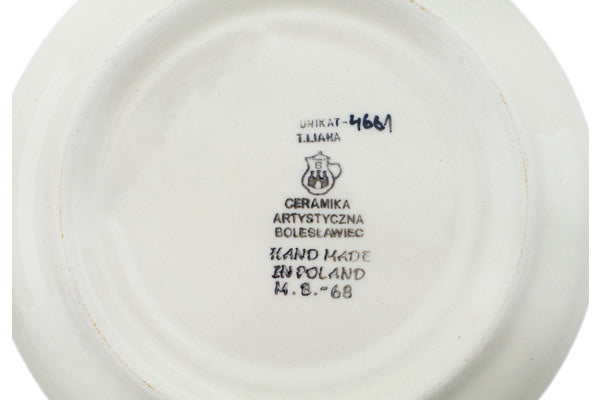 UNIKAT-4661
T.LIANA
B
CERAMIKA
ARTYSTYCZNA
BOLESŁAWIEC
HAND MADE
IN POLAND
M.B.-68